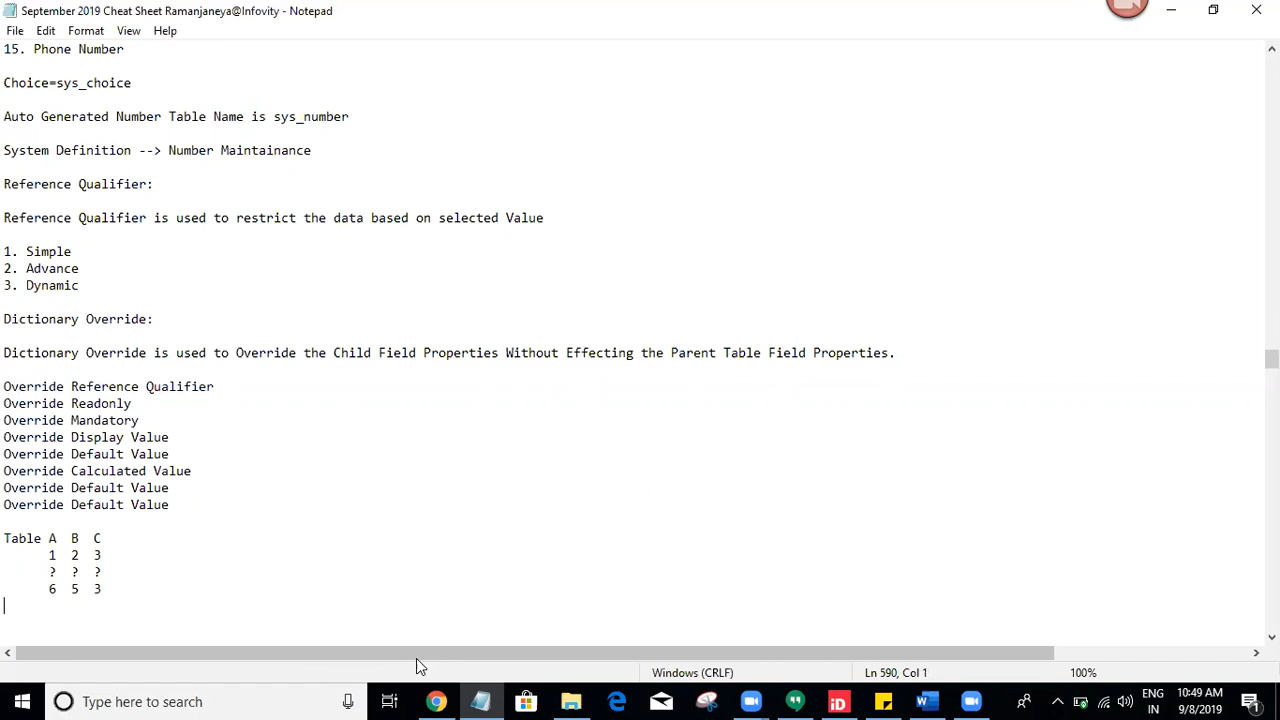 September 2019 Cheat Sheet Ramanjaneya@Infovity - Notepad
File Edit Format View Help
15. Phone Number
Choice=sys_choice
Auto Generated Number Table Name is sys_number
System Definition --> Number Maintainance
Reference Qualifier:
Reference Qualifier is used to restrict the data based on selected Value
1. Simple
2. Advance
3. Dynamic
Dictionary Override:
Dictionary Override is used to Override the Child Field Properties Without Effecting the Parent Table Field Properties.
Override Reference Qualifier
Override Readonly
Override Mandatory
Override Display Value
Override Default Value
Override Calculated Value
Override Default Value
Override Default Value
Table A B C
1 2 3
? ? ?
6 5 3
Windows (CRLF) Ln 590, Col 1 100%
Type here to search
ENG
IN
10:49 AM
9/8/2019
1